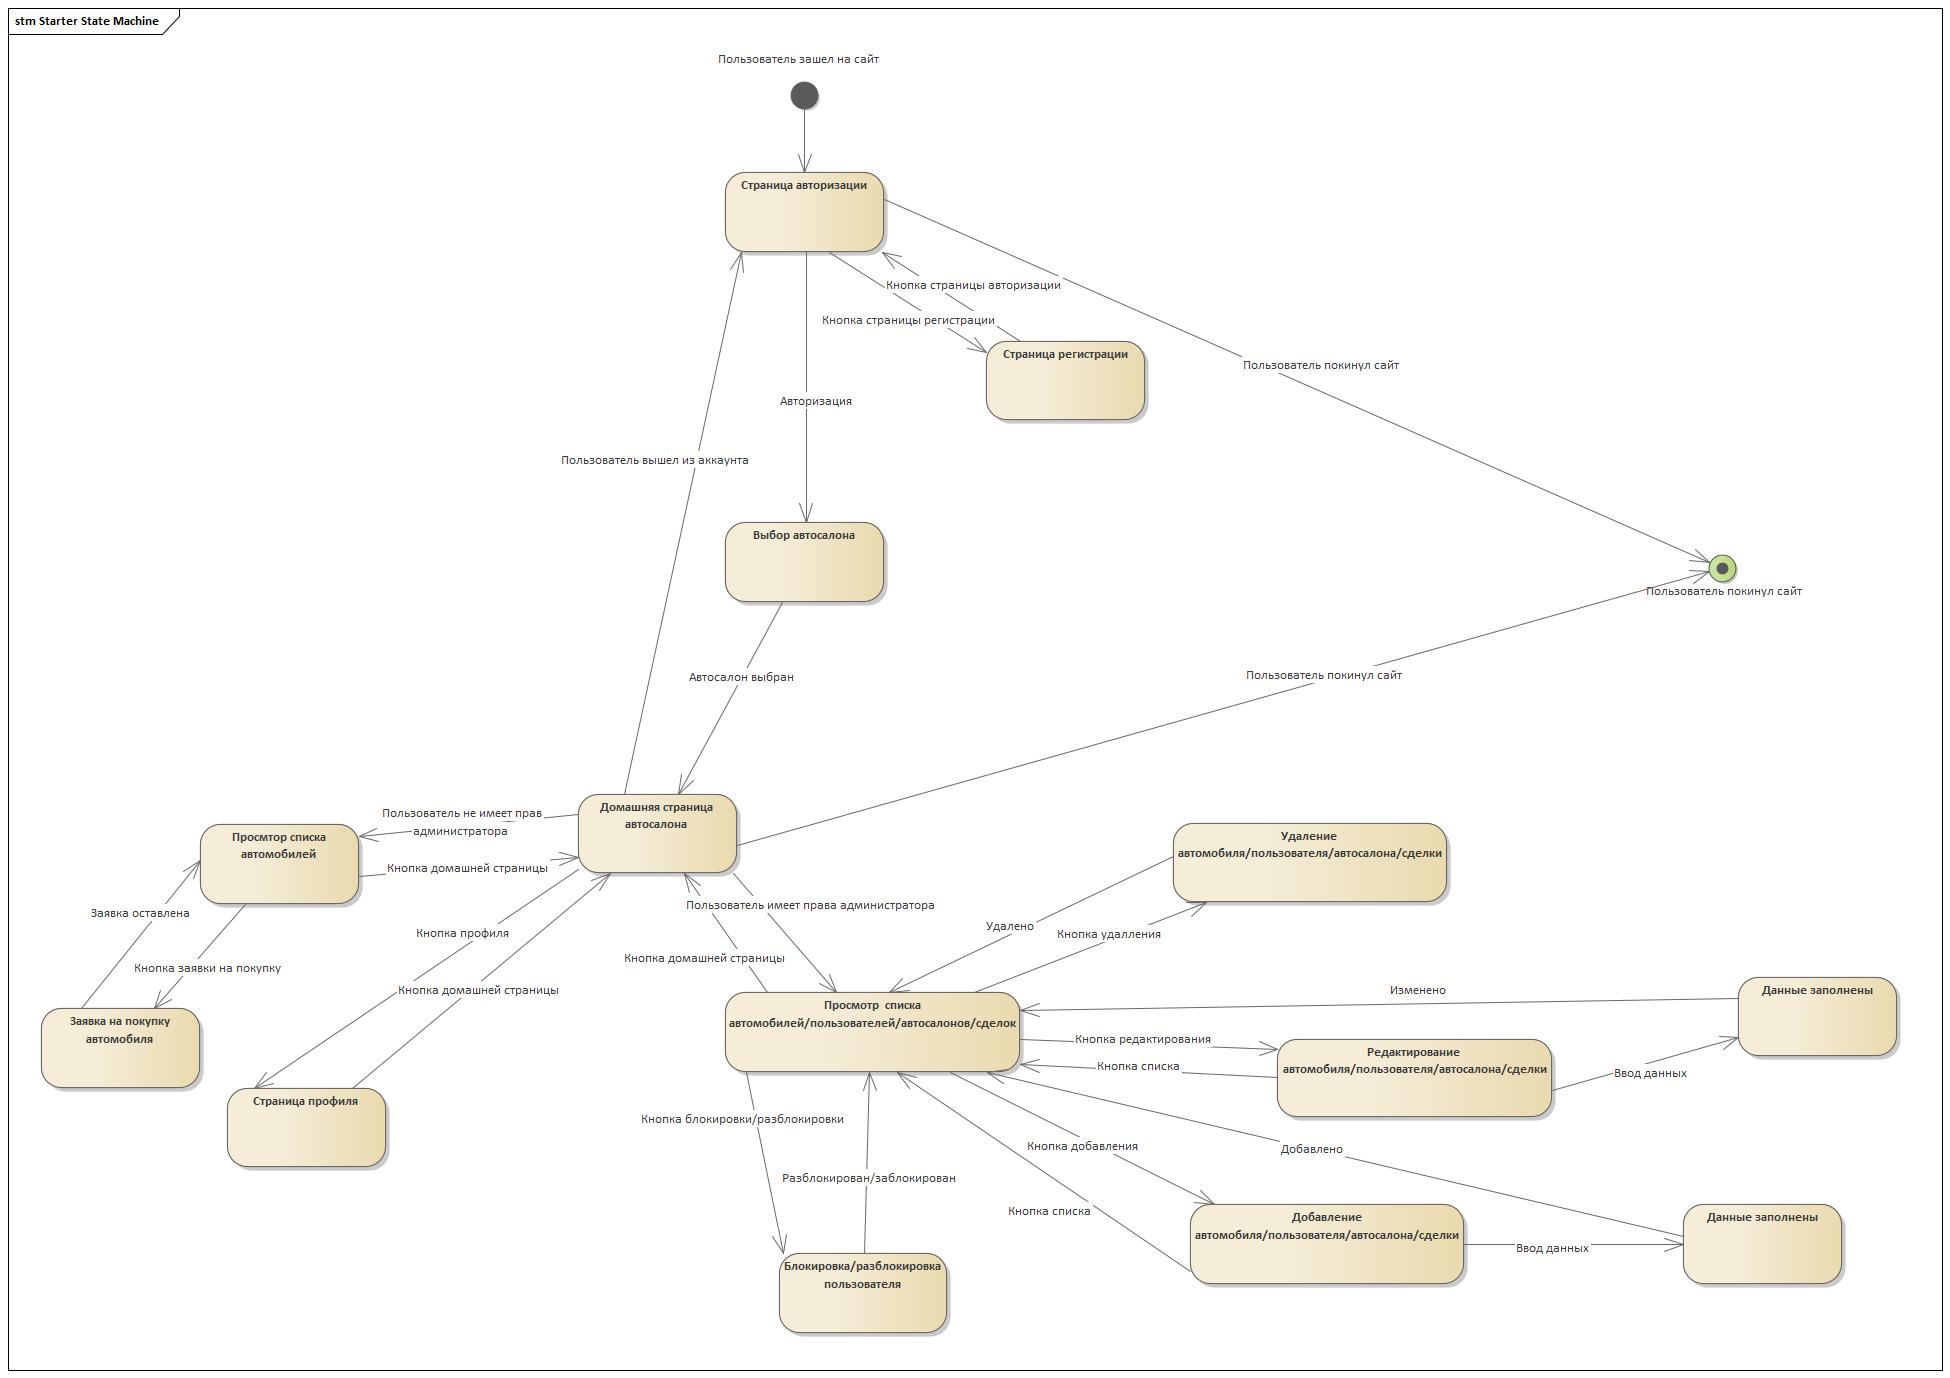 stm Starter State Machine
Пользователь зашел на сайт
Страница авторизации
Кнопка страницы авторизации
Кнопка страницы регистрации
Страница регистрации
Пользователь покинул сайт
Авторизация
Пользователь вышел из аккаунта
Выбор автосалона
Пользователь покинул сайт
Автосалон выбран
Пользователь покинул сайт
Домашняя страница
автосалона
Пользователь не имеет прав
администратора
Просмтор списка
автомобилей
Кнопка домашней страницы
Удаление
автомобиля/пользователя/автосалона/сделки
Заявка оставлена
Пользователь имеет права администратора
Кнопка профиля
Удалено
Кнопка удалления
Кнопка заявки на покупку
Кнопка домашней страницы
Кнопка домашней страницы
Изменено
Данные заполнены
Заявка на покупку
автомобиля
Просмотр  списка
автомобилей/пользователей/автосалонов/сделок
Кнопка редактирования
Кнопка списка
Редактирование
автомобиля/пользователя/автосалона/сделки
Ввод данных
Страница профиля
Кнопка блокировки/разблокировки
Кнопка добавления
Добавлено
Разблокирован/заблокирован
Кнопка списка
Добавление
автомобиля/пользователя/автосалона/сделки
Ввод данных
Данные заполнены
Блокировка/разблокировка
пользователя